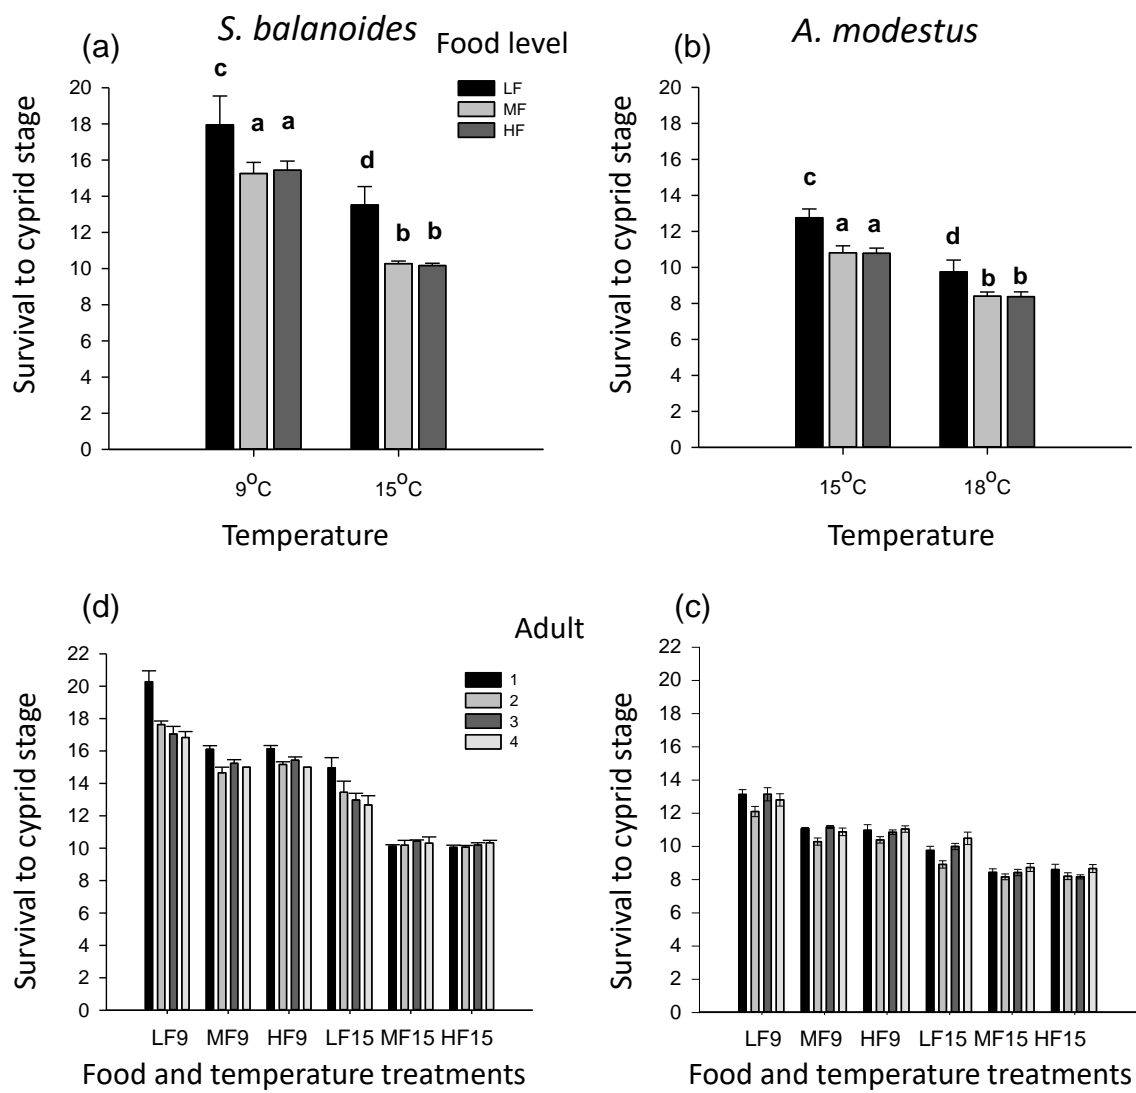 (a)
S. balanoides
Food level
LF
MF
HF
Survival to cyprid stage
20
18
16
14
12
10
8
6
4
2
0
c
a
a
d
b
b
9°C
15°C
Temperature
(b)
A. modestus
Survival to cyprid stage
20
18
16
14
12
10
8
6
4
2
0
c
a
a
d
b
b
15°C
18°C
Temperature
(d)
Adult
1
2
3
4
Survival to cyprid stage
22
20
18
16
14
12
10
8
6
4
2
0
LF9 MF9 HF9 LF15 MF15 HF15
Food and temperature treatments
(c)
Survival to cyprid stage
22
20
18
16
14
12
10
8
6
4
2
0
LF9 MF9 HF9 LF15 MF15 HF15
Food and temperature treatments